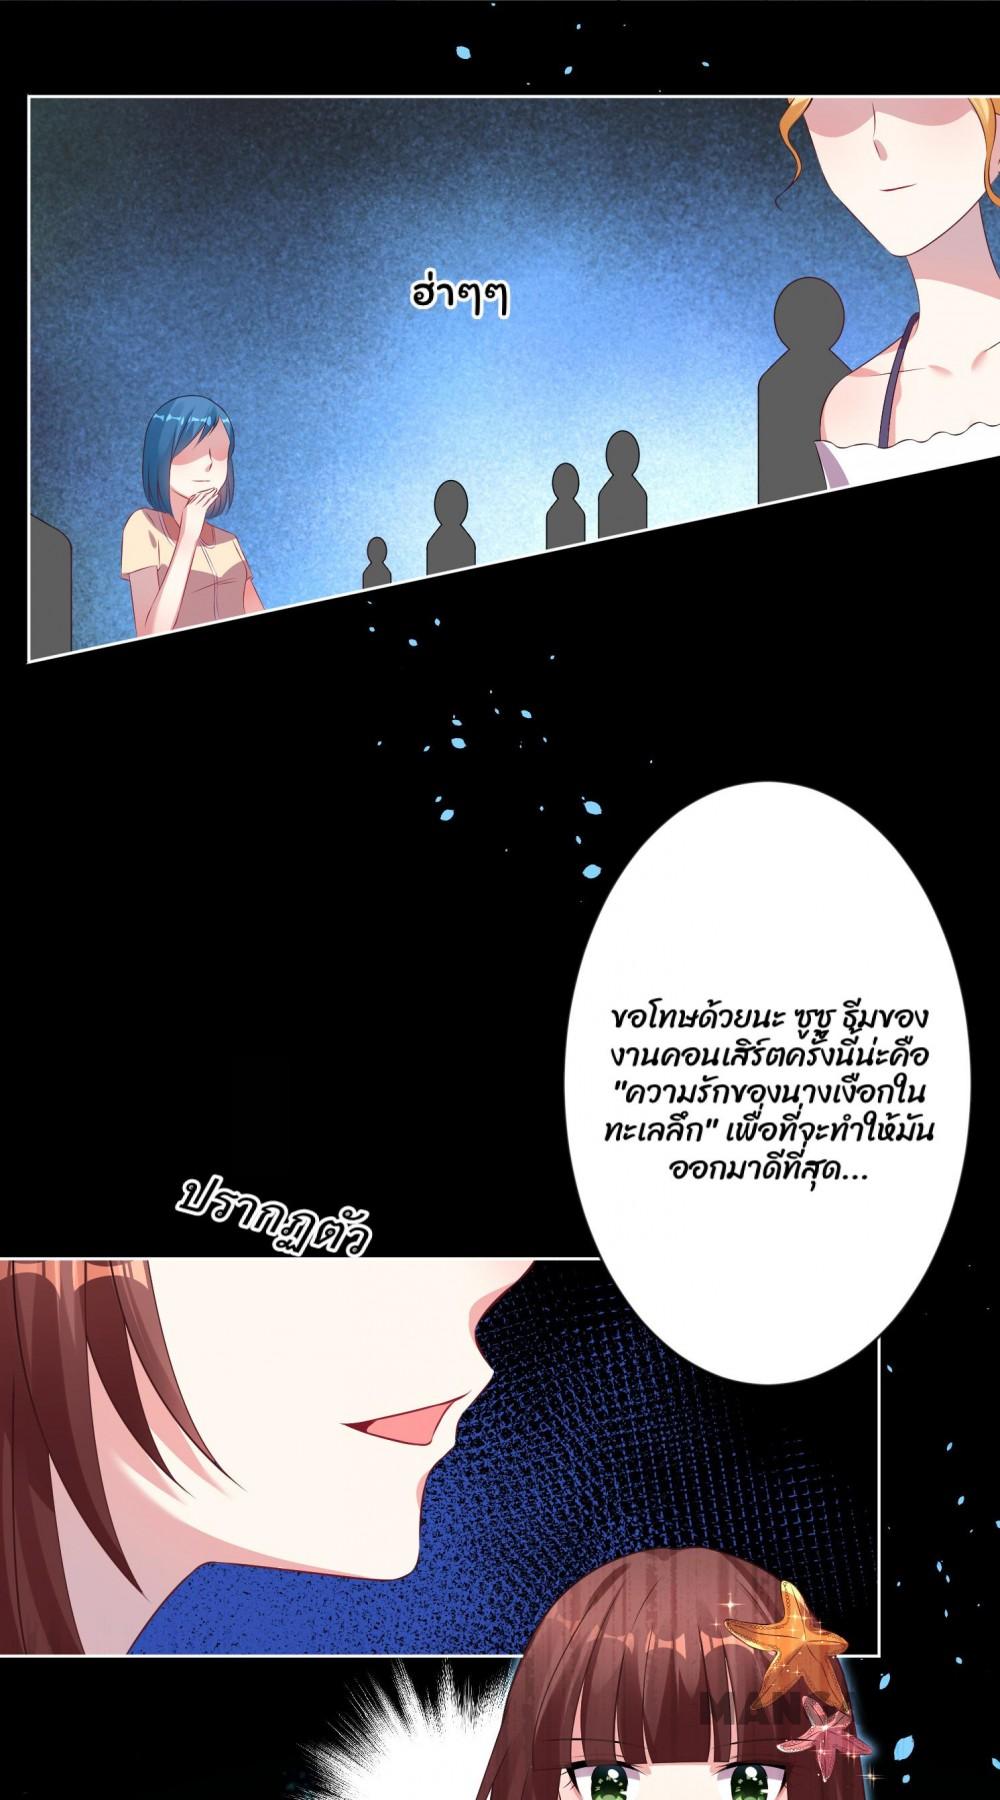 ฮ่าๆๆ
ขอโทษด้วยนะ ซูซู ธีมของ
งานคอนเสิร์ตครั้งนี้น่ะคือ
"ความรักของนางเงือกใน
ทะเลลึก" เพื่อที่จะทำให้มัน
ออกมาดีที่สุด...
ปรากฏตัว